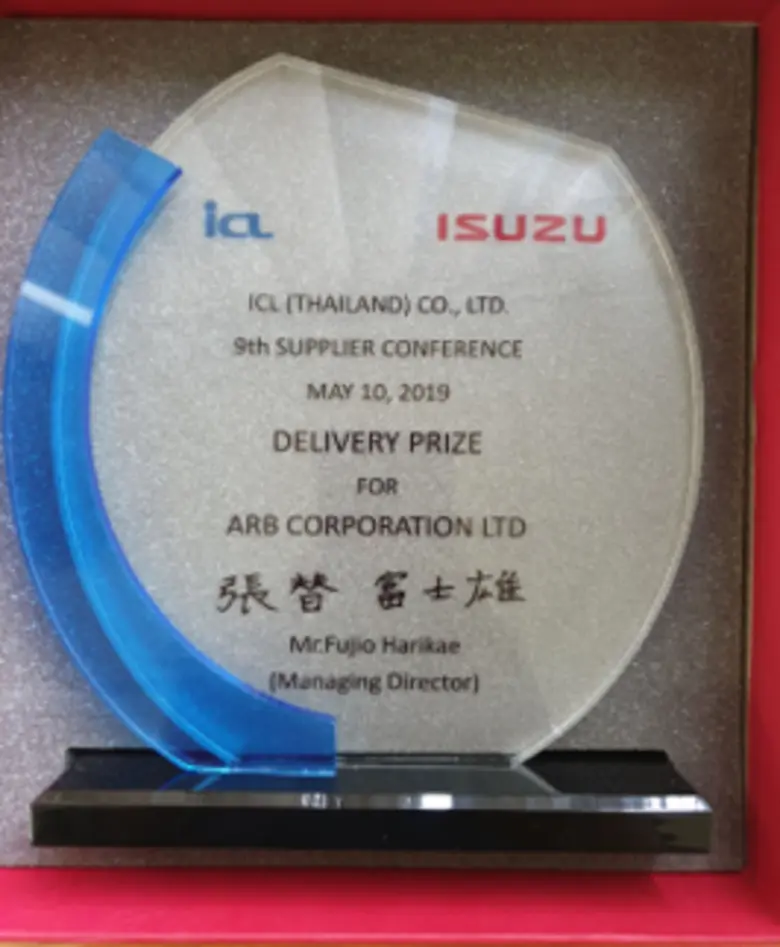 icl ISUZU
ICL (THAILAND) CO., LTD.
9th SUPPLIER CONFERENCE
MAY 10, 2019
DELIVERY PRIZE
FOR
ARB CORPORATION LTD
張替 富士雄
Mr.Fujio Harikae
(Managing Director)